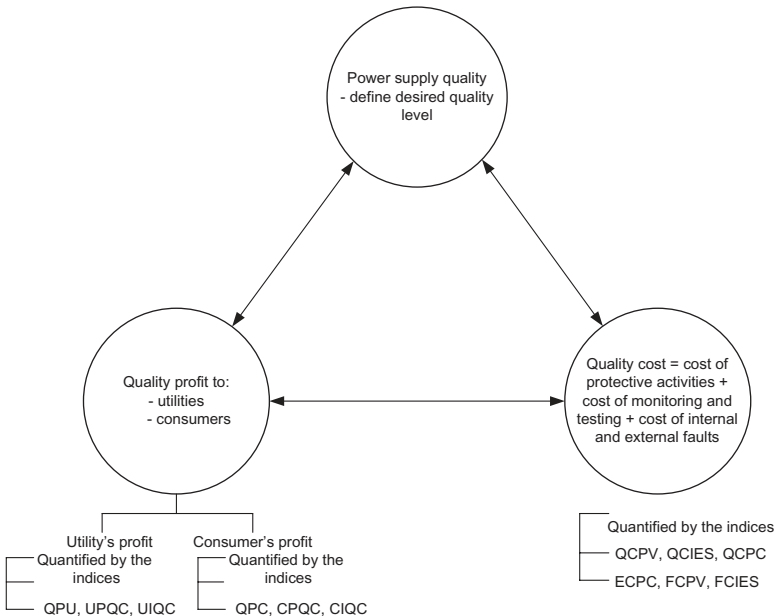 Power supply quality
- define desired quality
level
Quality profit to:
- utilities
- consumers
Quality cost = cost of
protective activities +
cost of monitoring and
testing + cost of internal
and external faults
Utility's profit
Quantified by the
indices
QPU, UPQC, UIQC
Consumer's profit
Quantified by the
indices
QPC, CPQC, CIQC
Quantified by the indices
QCPV, QCIES, QCPC
ECPC, FCPV, FCIES